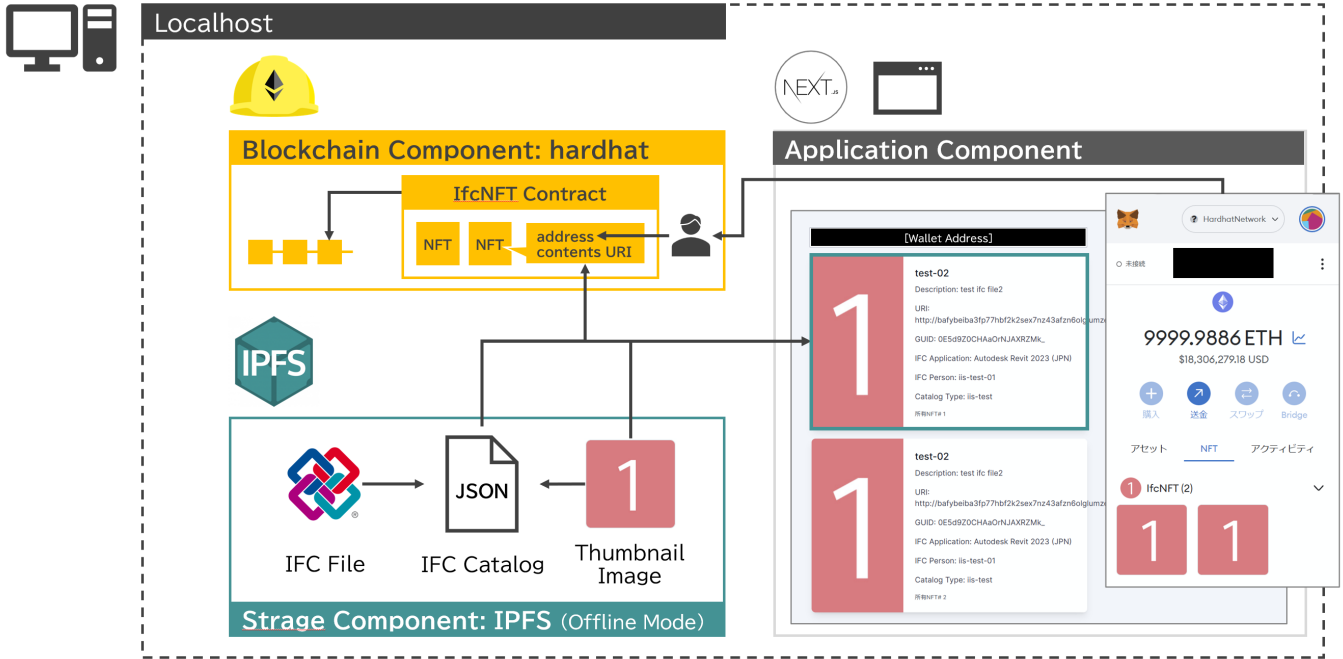 Localhost
NEXT.JS
Blockchain Component: hardhat
IfcNFT Contract
NFT
NFT
address
contents URI
IPFS
IFC File
JSON
IFC Catalog
1
Thumbnail
Image
®
Strage Component: IPFS (Offline Mode)
Application Component
[Wallet Address]
1
test-02
Description: test ifc file2
URI:
http://bafybeiba3fp77hbf2k2sex7nz43afzn6olglumz
GUID: 0E5d9Z0CHAaOrNJAXRZMk_
IFC Application: Autodesk Revit 2023 (JPN)
IFC Person: iis-test-01
Catalog Type: iis-test
所有NFT# 1
1
test-02
Description: test ifc file2
URI:
http://bafybeiba3fp77hbf2k2sex7nz43afzn6olglumz
GUID: 0E5d9Z0CHAaOrNJAXRZMk_
IFC Application: Autodesk Revit 2023 (JPN)
IFC Person: iis-test-01
Catalog Type: iis-test
所有NFT# 2
? HardhatNetwork
未接続
9999.9886 ETH
$18,306,279.18 USD
購入 送金 スワップ Bridge
アセット NFT アクティビティ
1 IfcNFT (2)
1 1